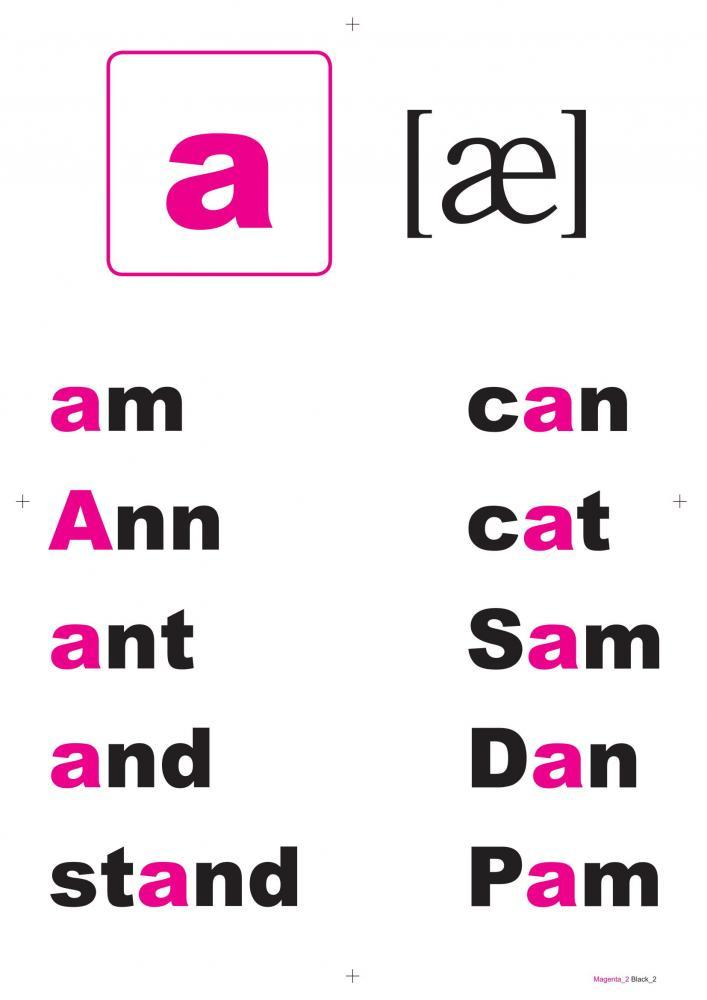 a [æ]
am
Ann
ant
and
stand
can
cat
Sam
Dan
Pam
Magenta_2 Black_2